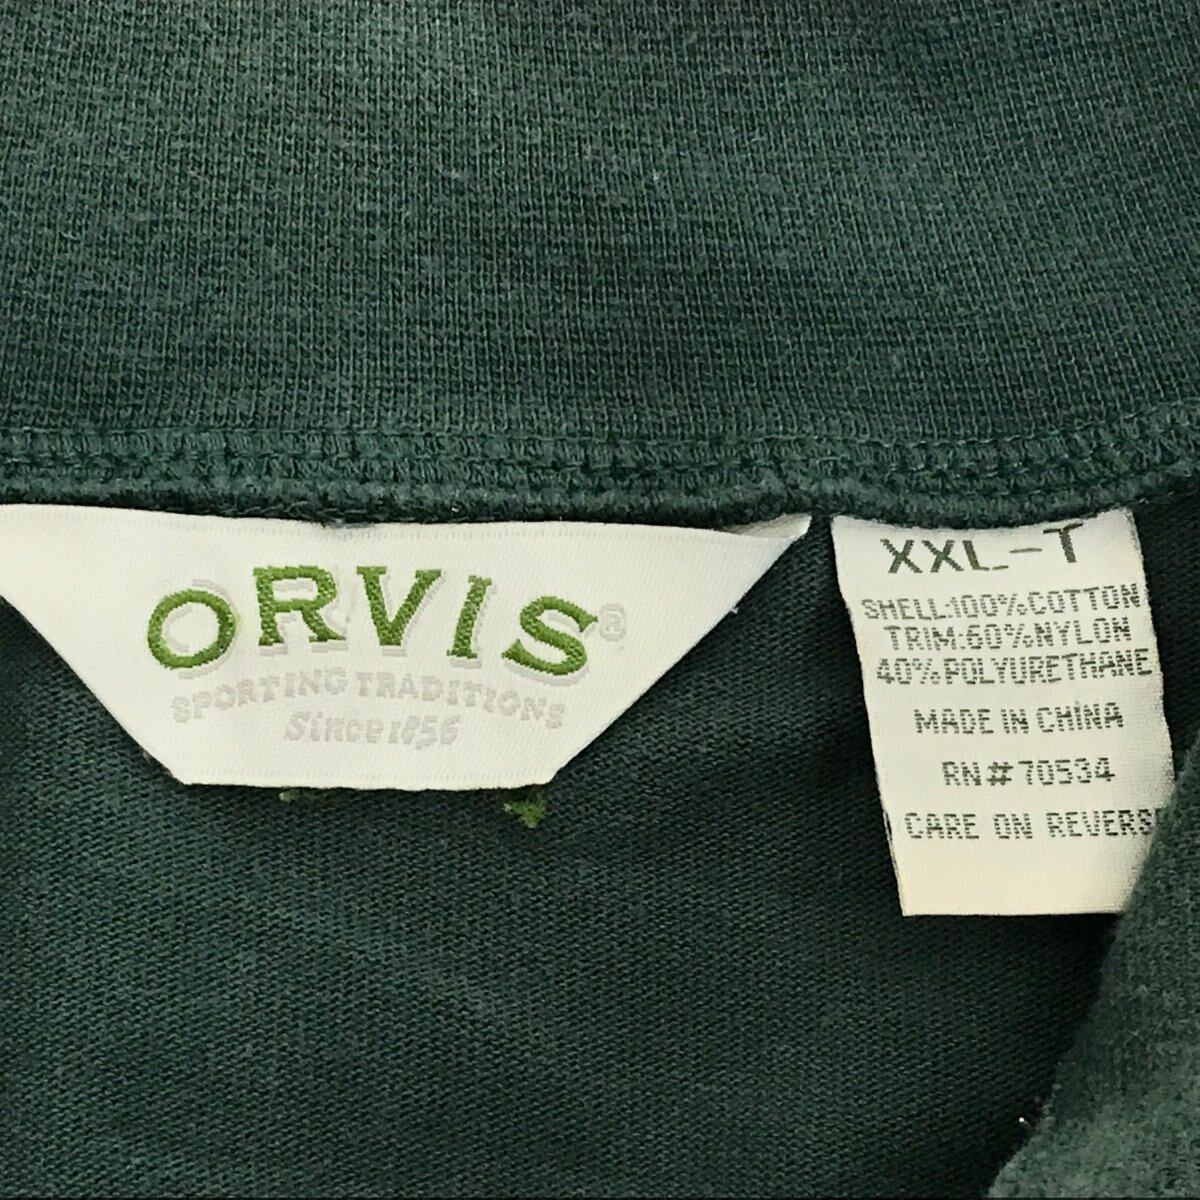 ORVIS®
SPORTING TRADITIONS
Since 1856
XXL-T
SHELL:100%COTTON
TRIM:60%NYLON
40%POLYURETHANE
MADE IN CHINA
RN#70534
CARE ON REVERS